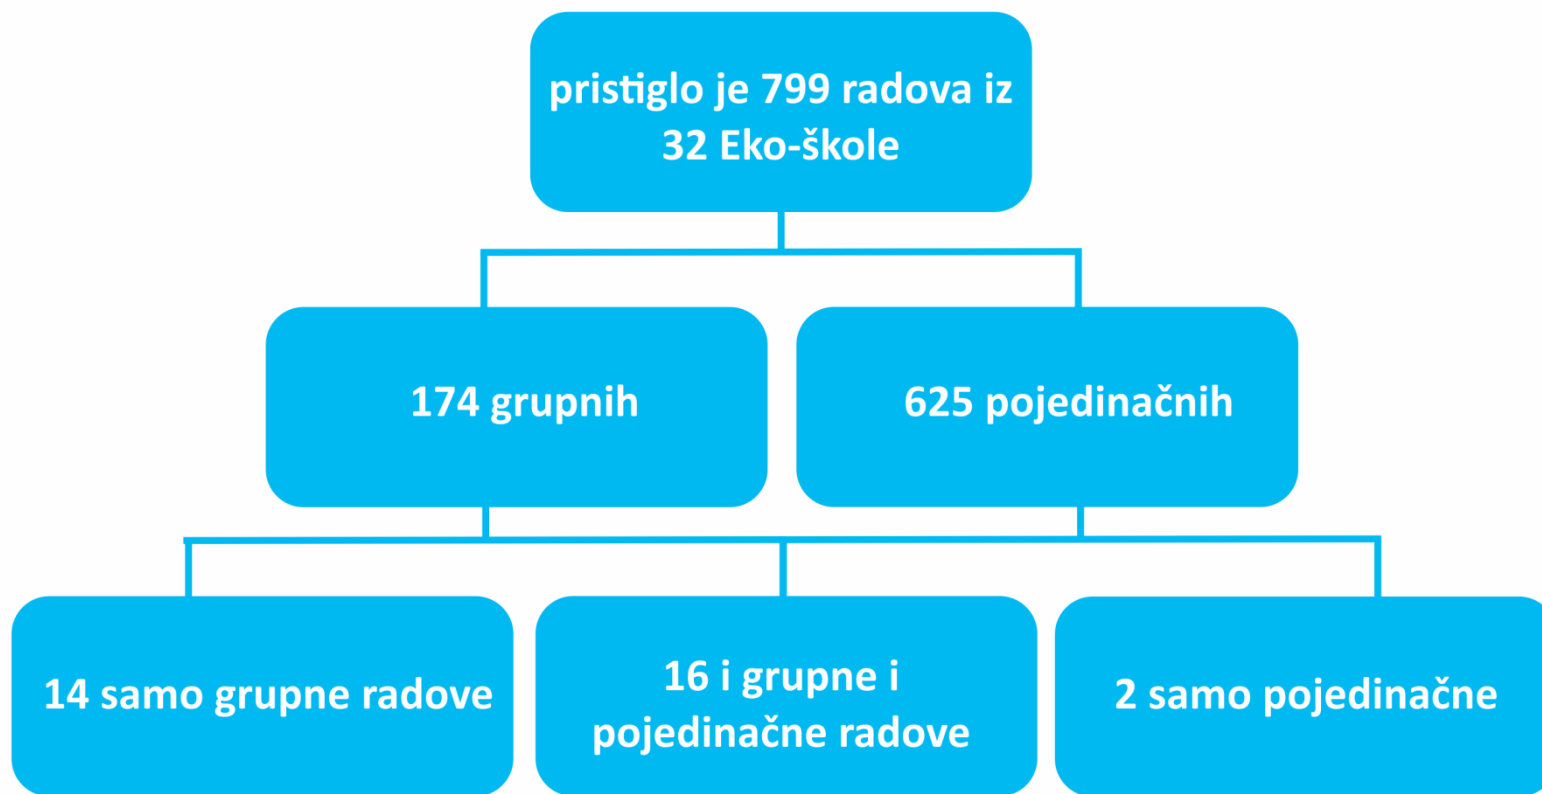 pristiglo je 799 radova iz
32 Eko-škole
174 grupnih
625 pojedinačnih
14 samo grupne radove
16 i grupne i
pojedinačne radove
2 samo pojedinačne